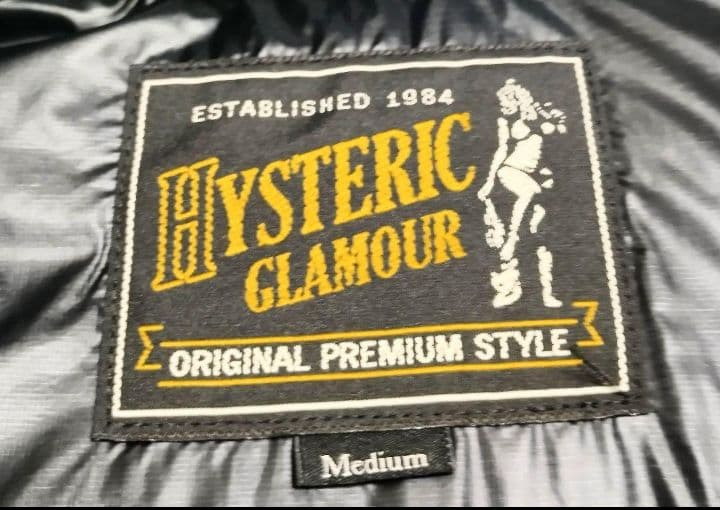 ESTABLISHED 1984
HYSTERIC
GLAMOUR
ORIGINAL PREMIUM STYLE
Medium